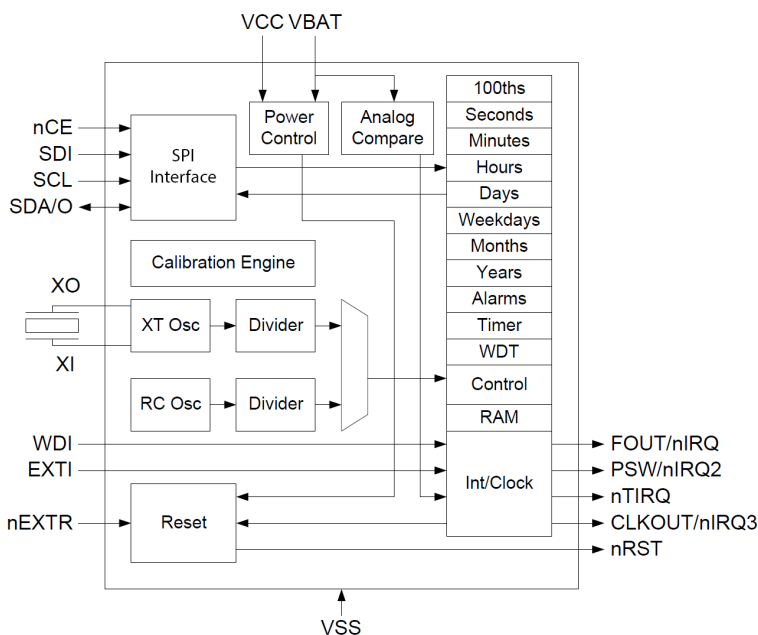 VCC VBAT
nCE
SDI
SCL
SDA/O
SPI
Interface
Power
Control
Analog
Compare
100ths
Seconds
Minutes
Hours
Days
Weekdays
Months
Years
Alarms
Timer
WDT
Control
RAM
Int/Clock
Calibration Engine
XO
XI
XT Osc
Divider
RC Osc
Divider
WDI
EXTI
nEXTR
Reset
FOUT/nIRQ
PSW/nIRQ2
nTIRQ
CLKOUT/nIRQ3
nRST
VSS